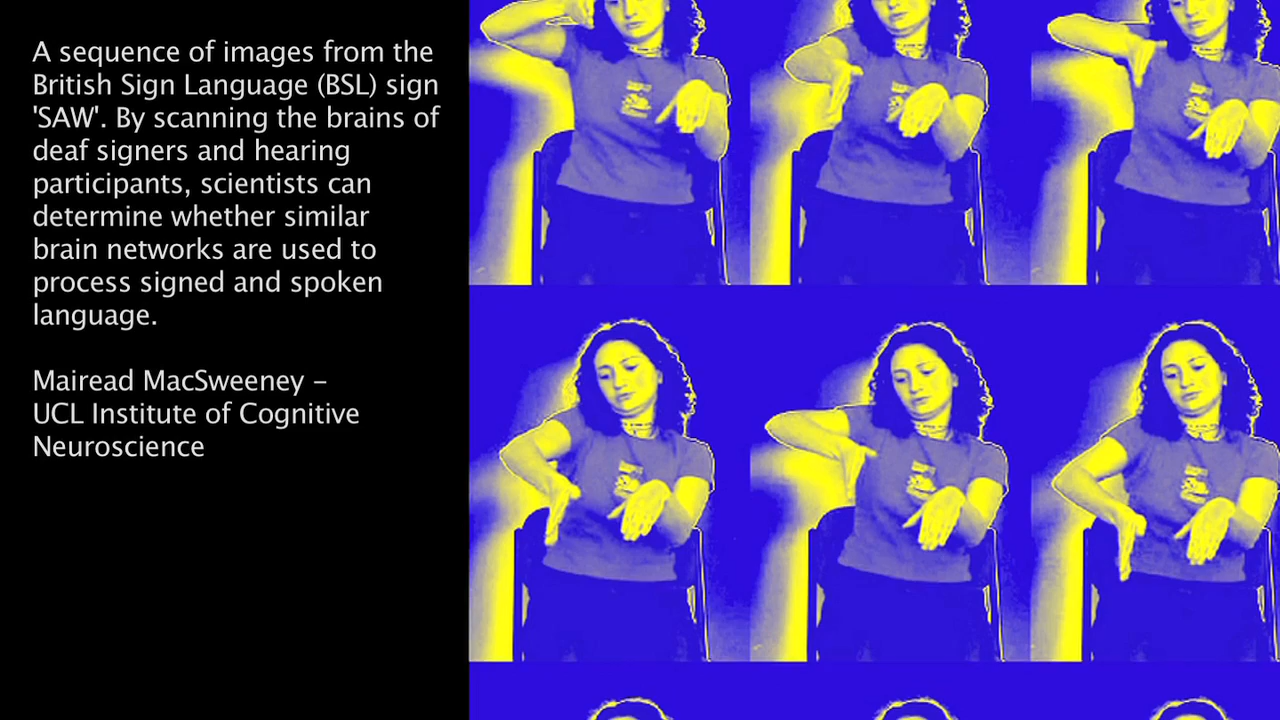 A sequence of images from the
British Sign Language (BSL) sign
'SAW'. By scanning the brains of
deaf signers and hearing
participants, scientists can
determine whether similar
brain networks are used to
process signed and spoken
language.
Mairead MacSweeney –
UCL Institute of Cognitive
Neuroscience